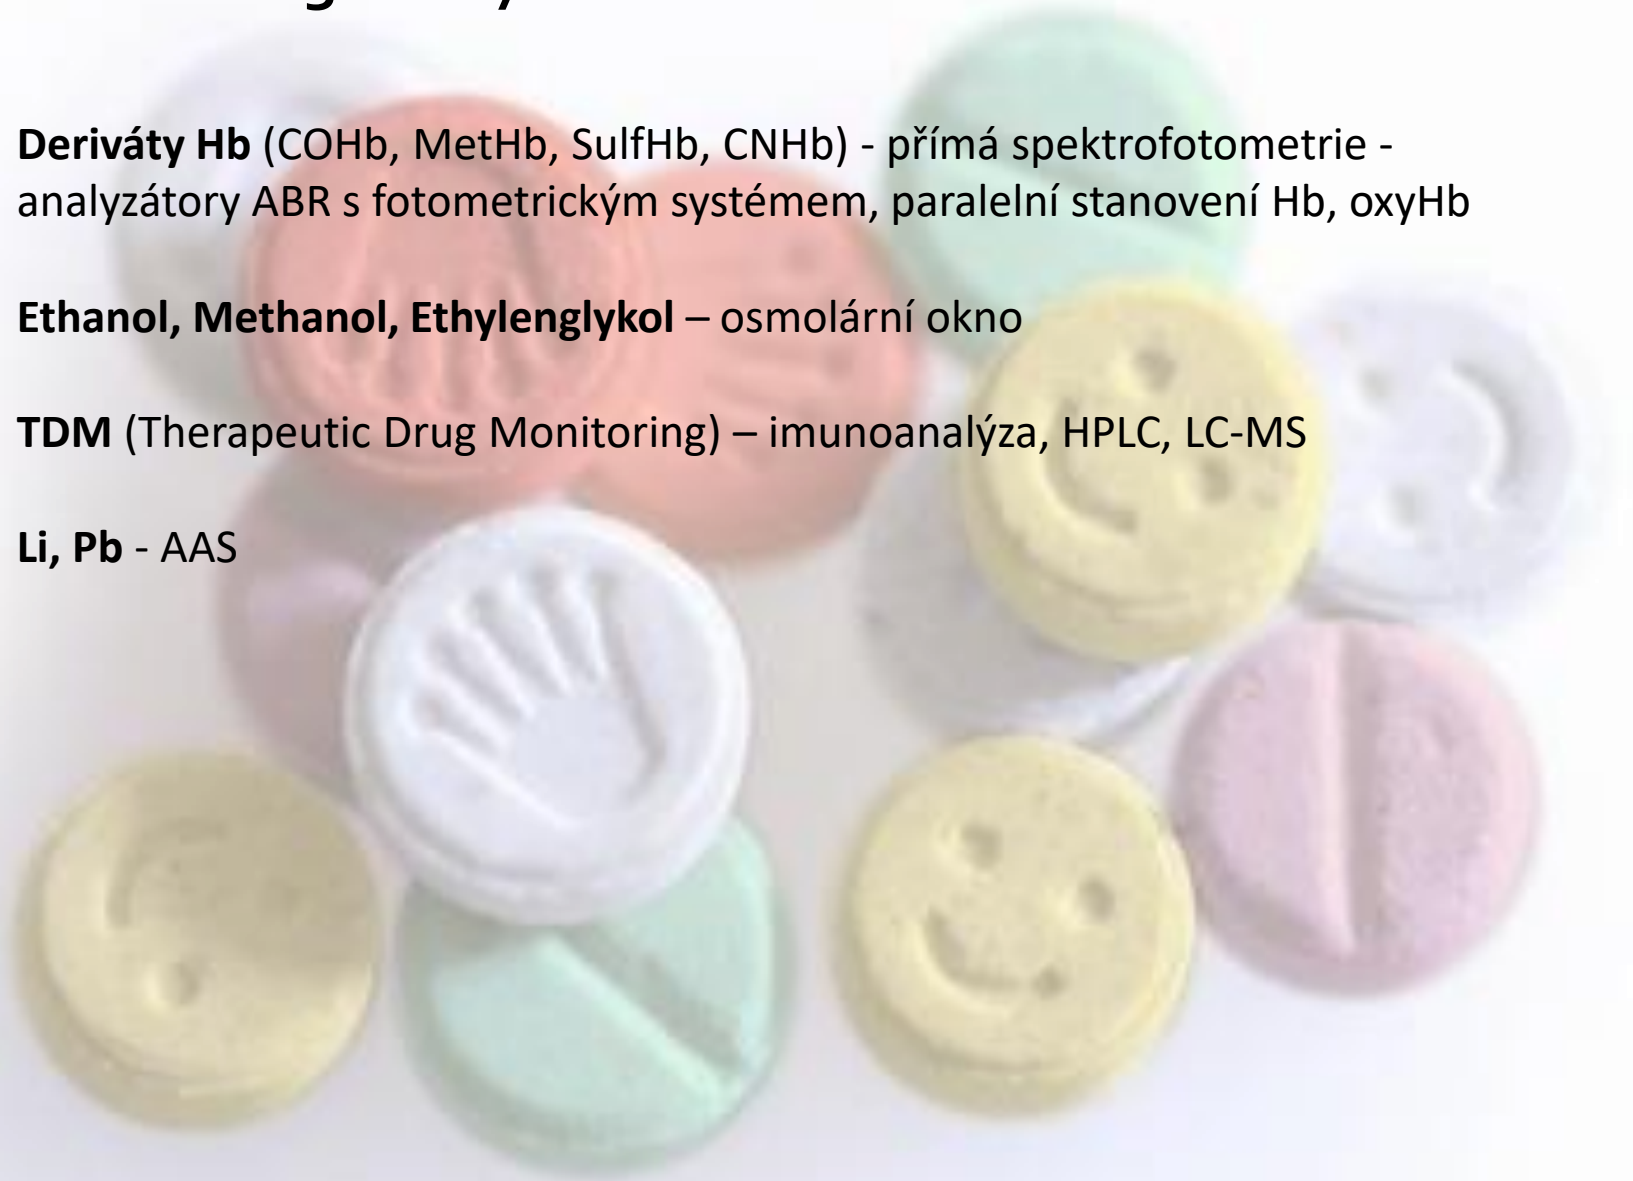 Deriváty Hb (COHb, MetHb, SulfHb, CNHb) - přímá spektrofotometrie -
analyzátory ABR s fotometrickým systémem, paralelní stanovení Hb, oxyHb
Ethanol, Methanol, Ethylenglykol – osmolární okno
TDM (Therapeutic Drug Monitoring) – imunoanalýza, HPLC, LC-MS
Li, Pb - AAS